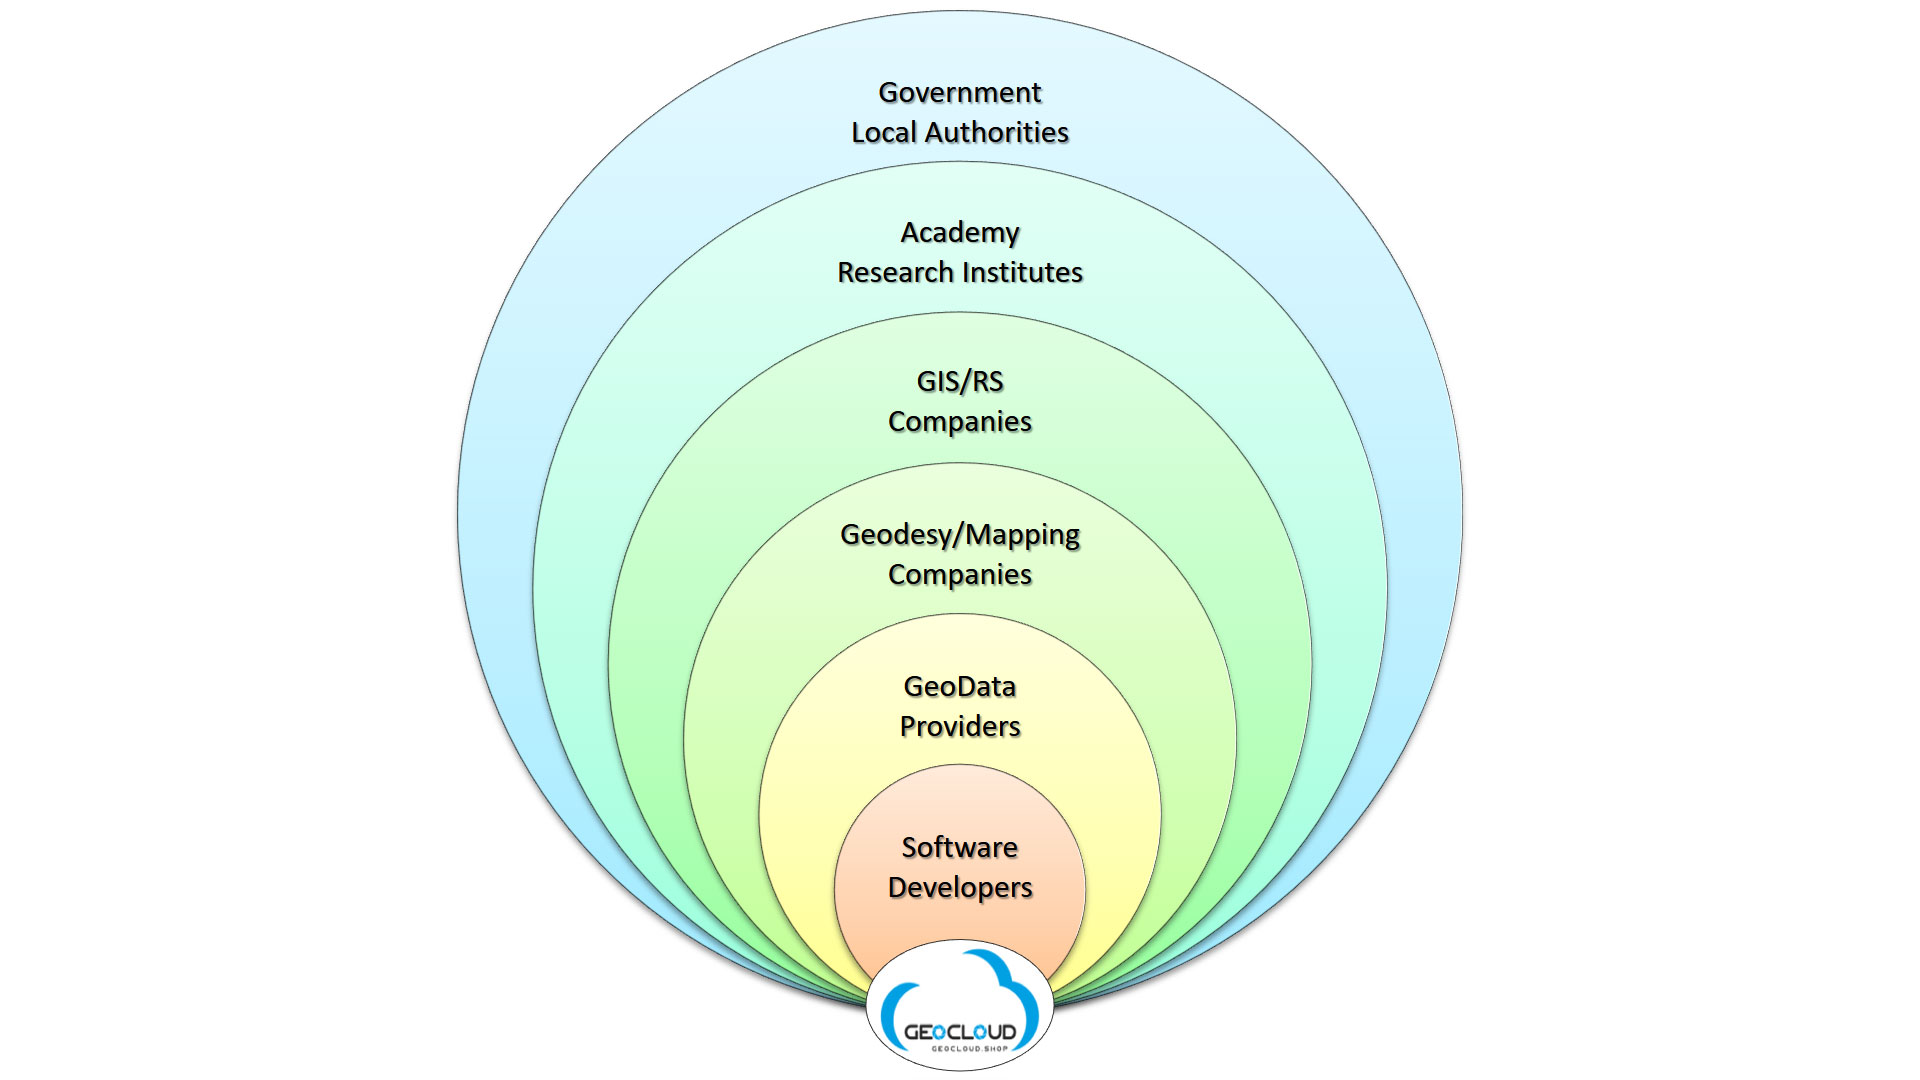 Government
Local Authorities
Academy
Research Institutes
GIS/RS
Companies
Geodesy/Mapping
Companies
GeoData
Providers
Software
Developers
GEOCLOUD
GEOCLOUD.SHOP